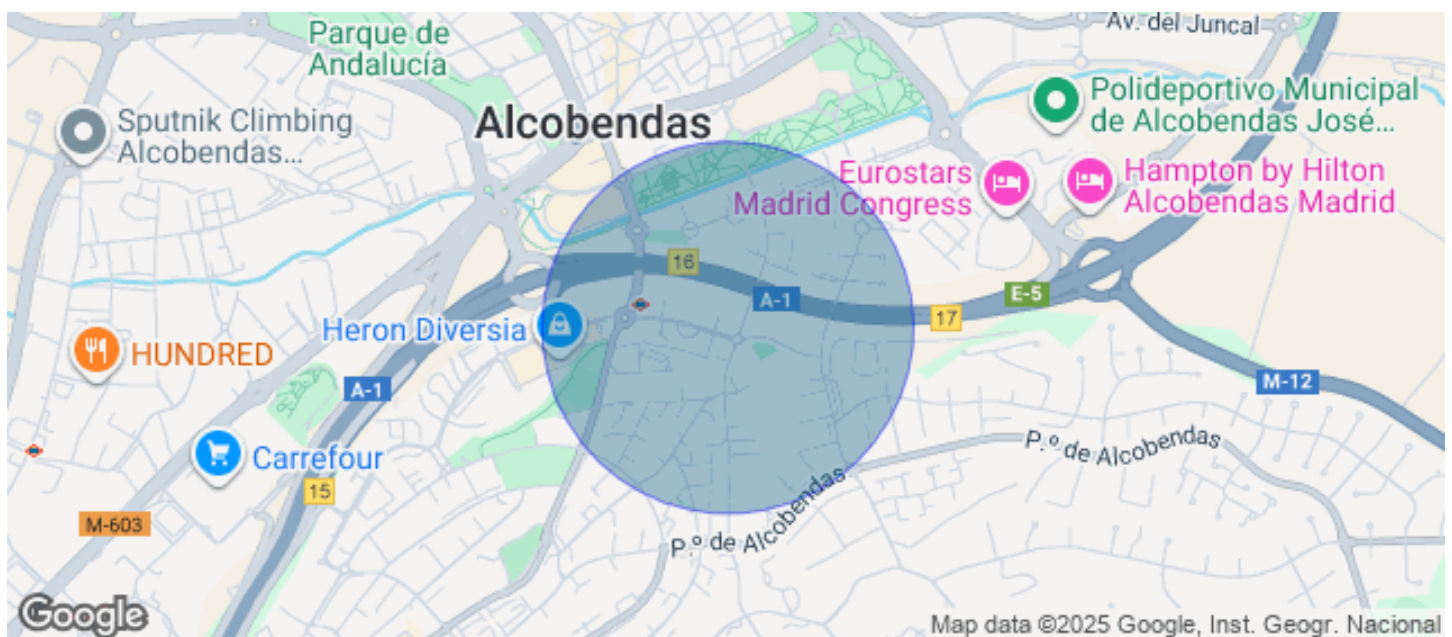 Av. del Juncal
Parque de
Andalucía
Polideportivo Municipal
de Alcobendas José...
Sputnik Climbing
Alcobendas...
Alcobendas
Eurostars
Madrid Congress
Hampton by Hilton
Alcobendas Madrid
16
A-1
E-5
17
Heron Diversia
HUNDRED
A-1
M-12
P.º de Alcobendas
Carrefour
15
M-603
P.º de Alcobendas
Google
Map data ©2025 Google, Inst. Geogr. Nacional